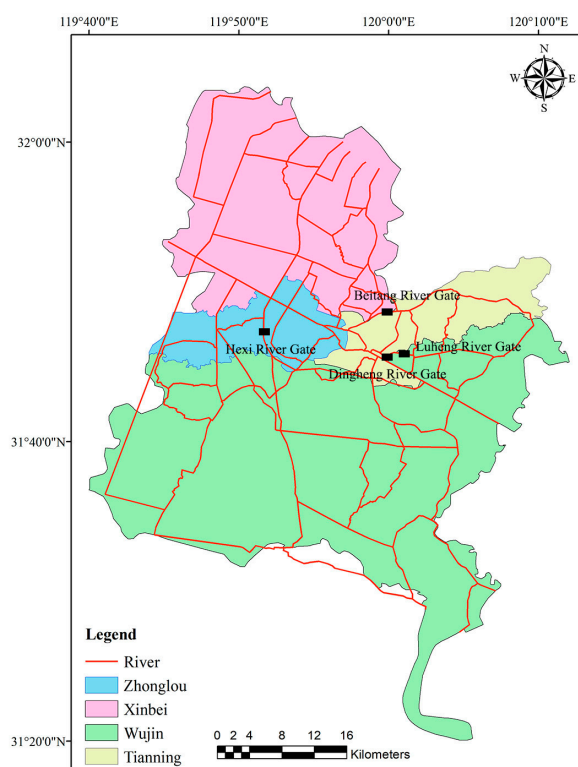 119°40'0"E 119°50'0"E 120°0'0"E 120°10'0"E
N
W E
S
32°0'0"N
Beitang River Gate
Hexi River Gate
Luheng River Gate
Dingheng River Gate
31°40'0"N
Legend
River
Zhonglou
Xinbei
Wujin
Tianning
31°20'0"N
0 2 4 8 12 16
Kilometers